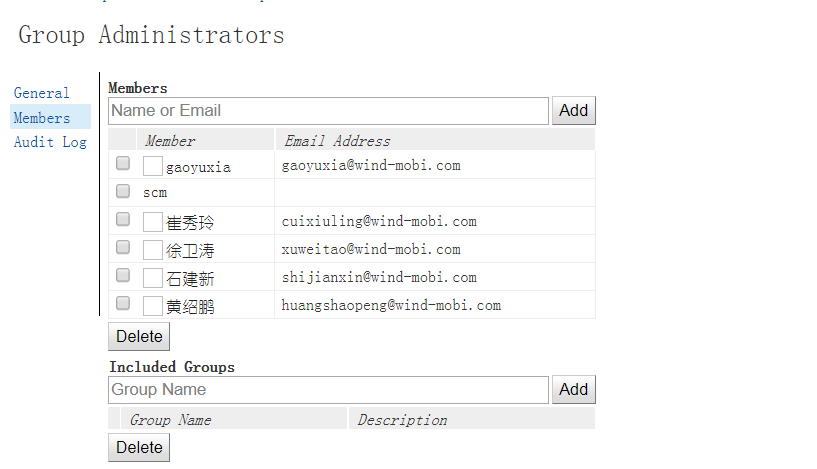 Group Administrators
General
Members
Audit Log
Members
Name or Email
Add
Member Email Address
gaoyuxia gaoyuxia@wind-mobi.com
scm
崔秀玲 cuixiuling@wind-mobi.com
徐卫涛 xuweitao@wind-mobi.com
石建新 shijianxin@wind-mobi.com
黄绍鹏 huangshaopeng@wind-mobi.com
Delete
Included Groups
Group Name
Add
Group Name Description
Delete